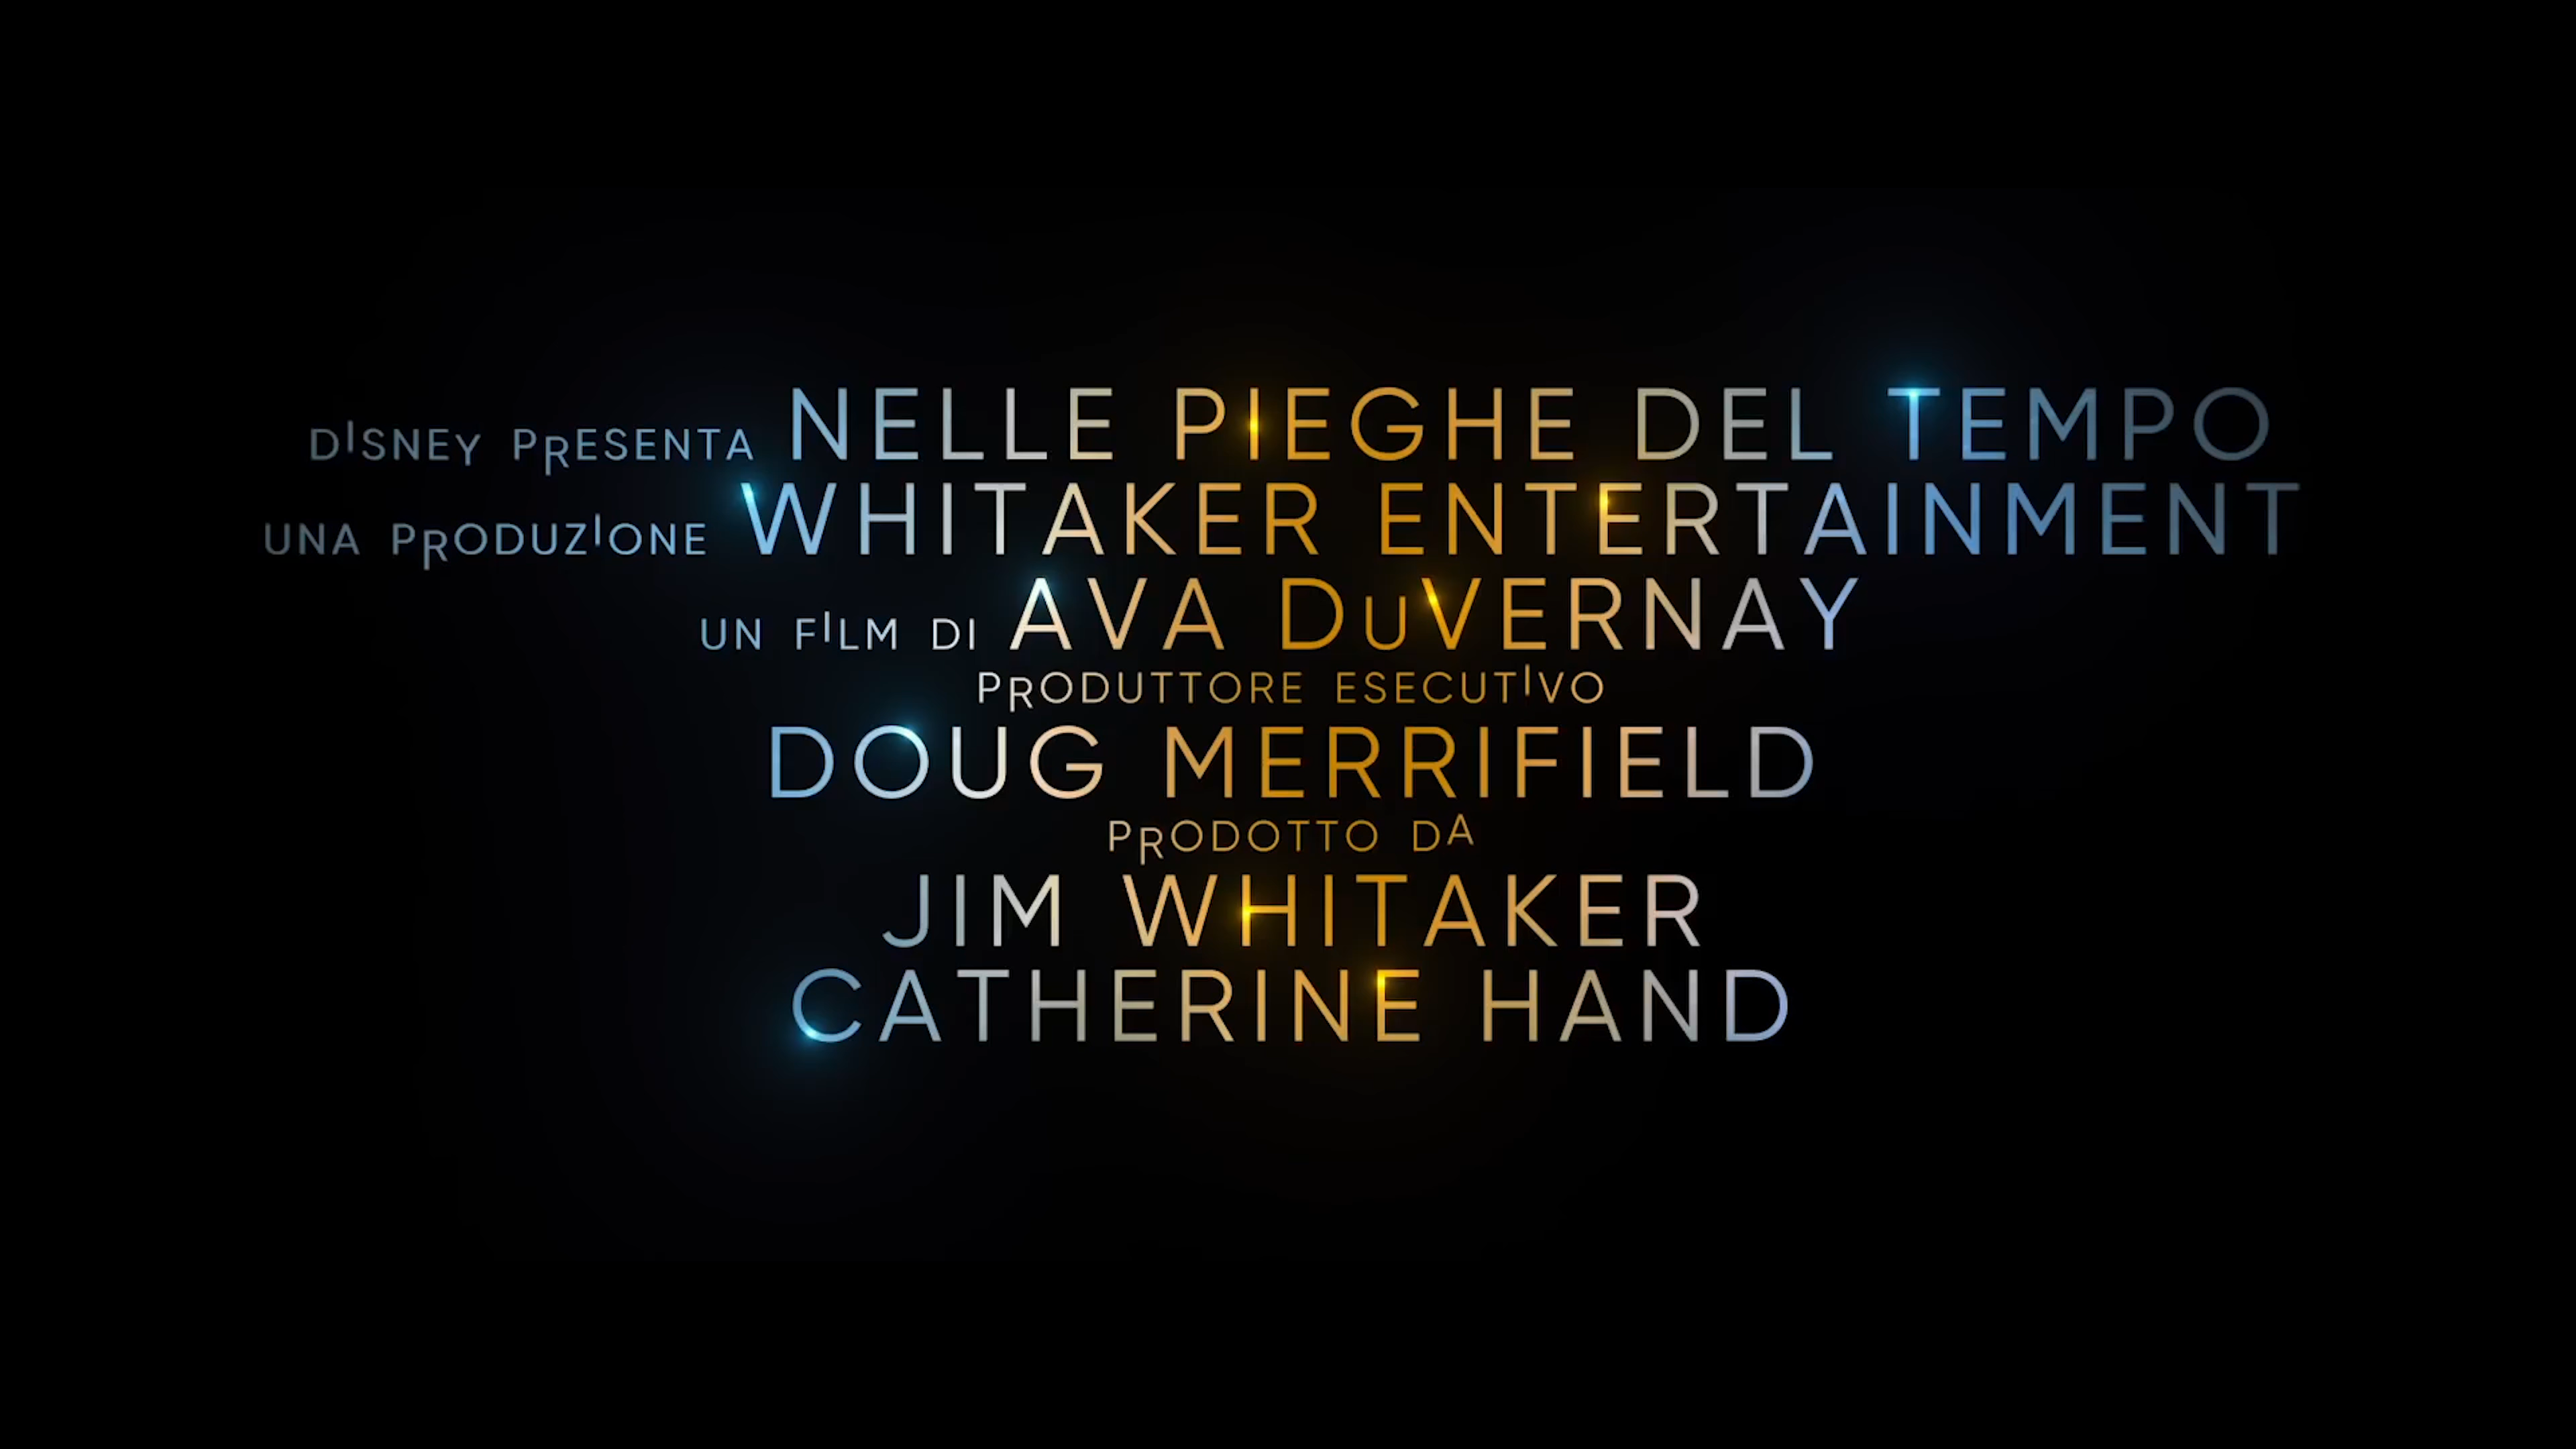 DISNEY PRESENTA NELLE PIEGHE DEL TEMPO
UNA PRODUZIONE WHITAKER ENTERTAINMENT
UN FILM DI AVA DuVERNAY
PRODUTTORE ESECUTIVO
DOUG MERRIFIELD
PRODOTTO DA
JIM WHITAKER
CATHERINE HAND